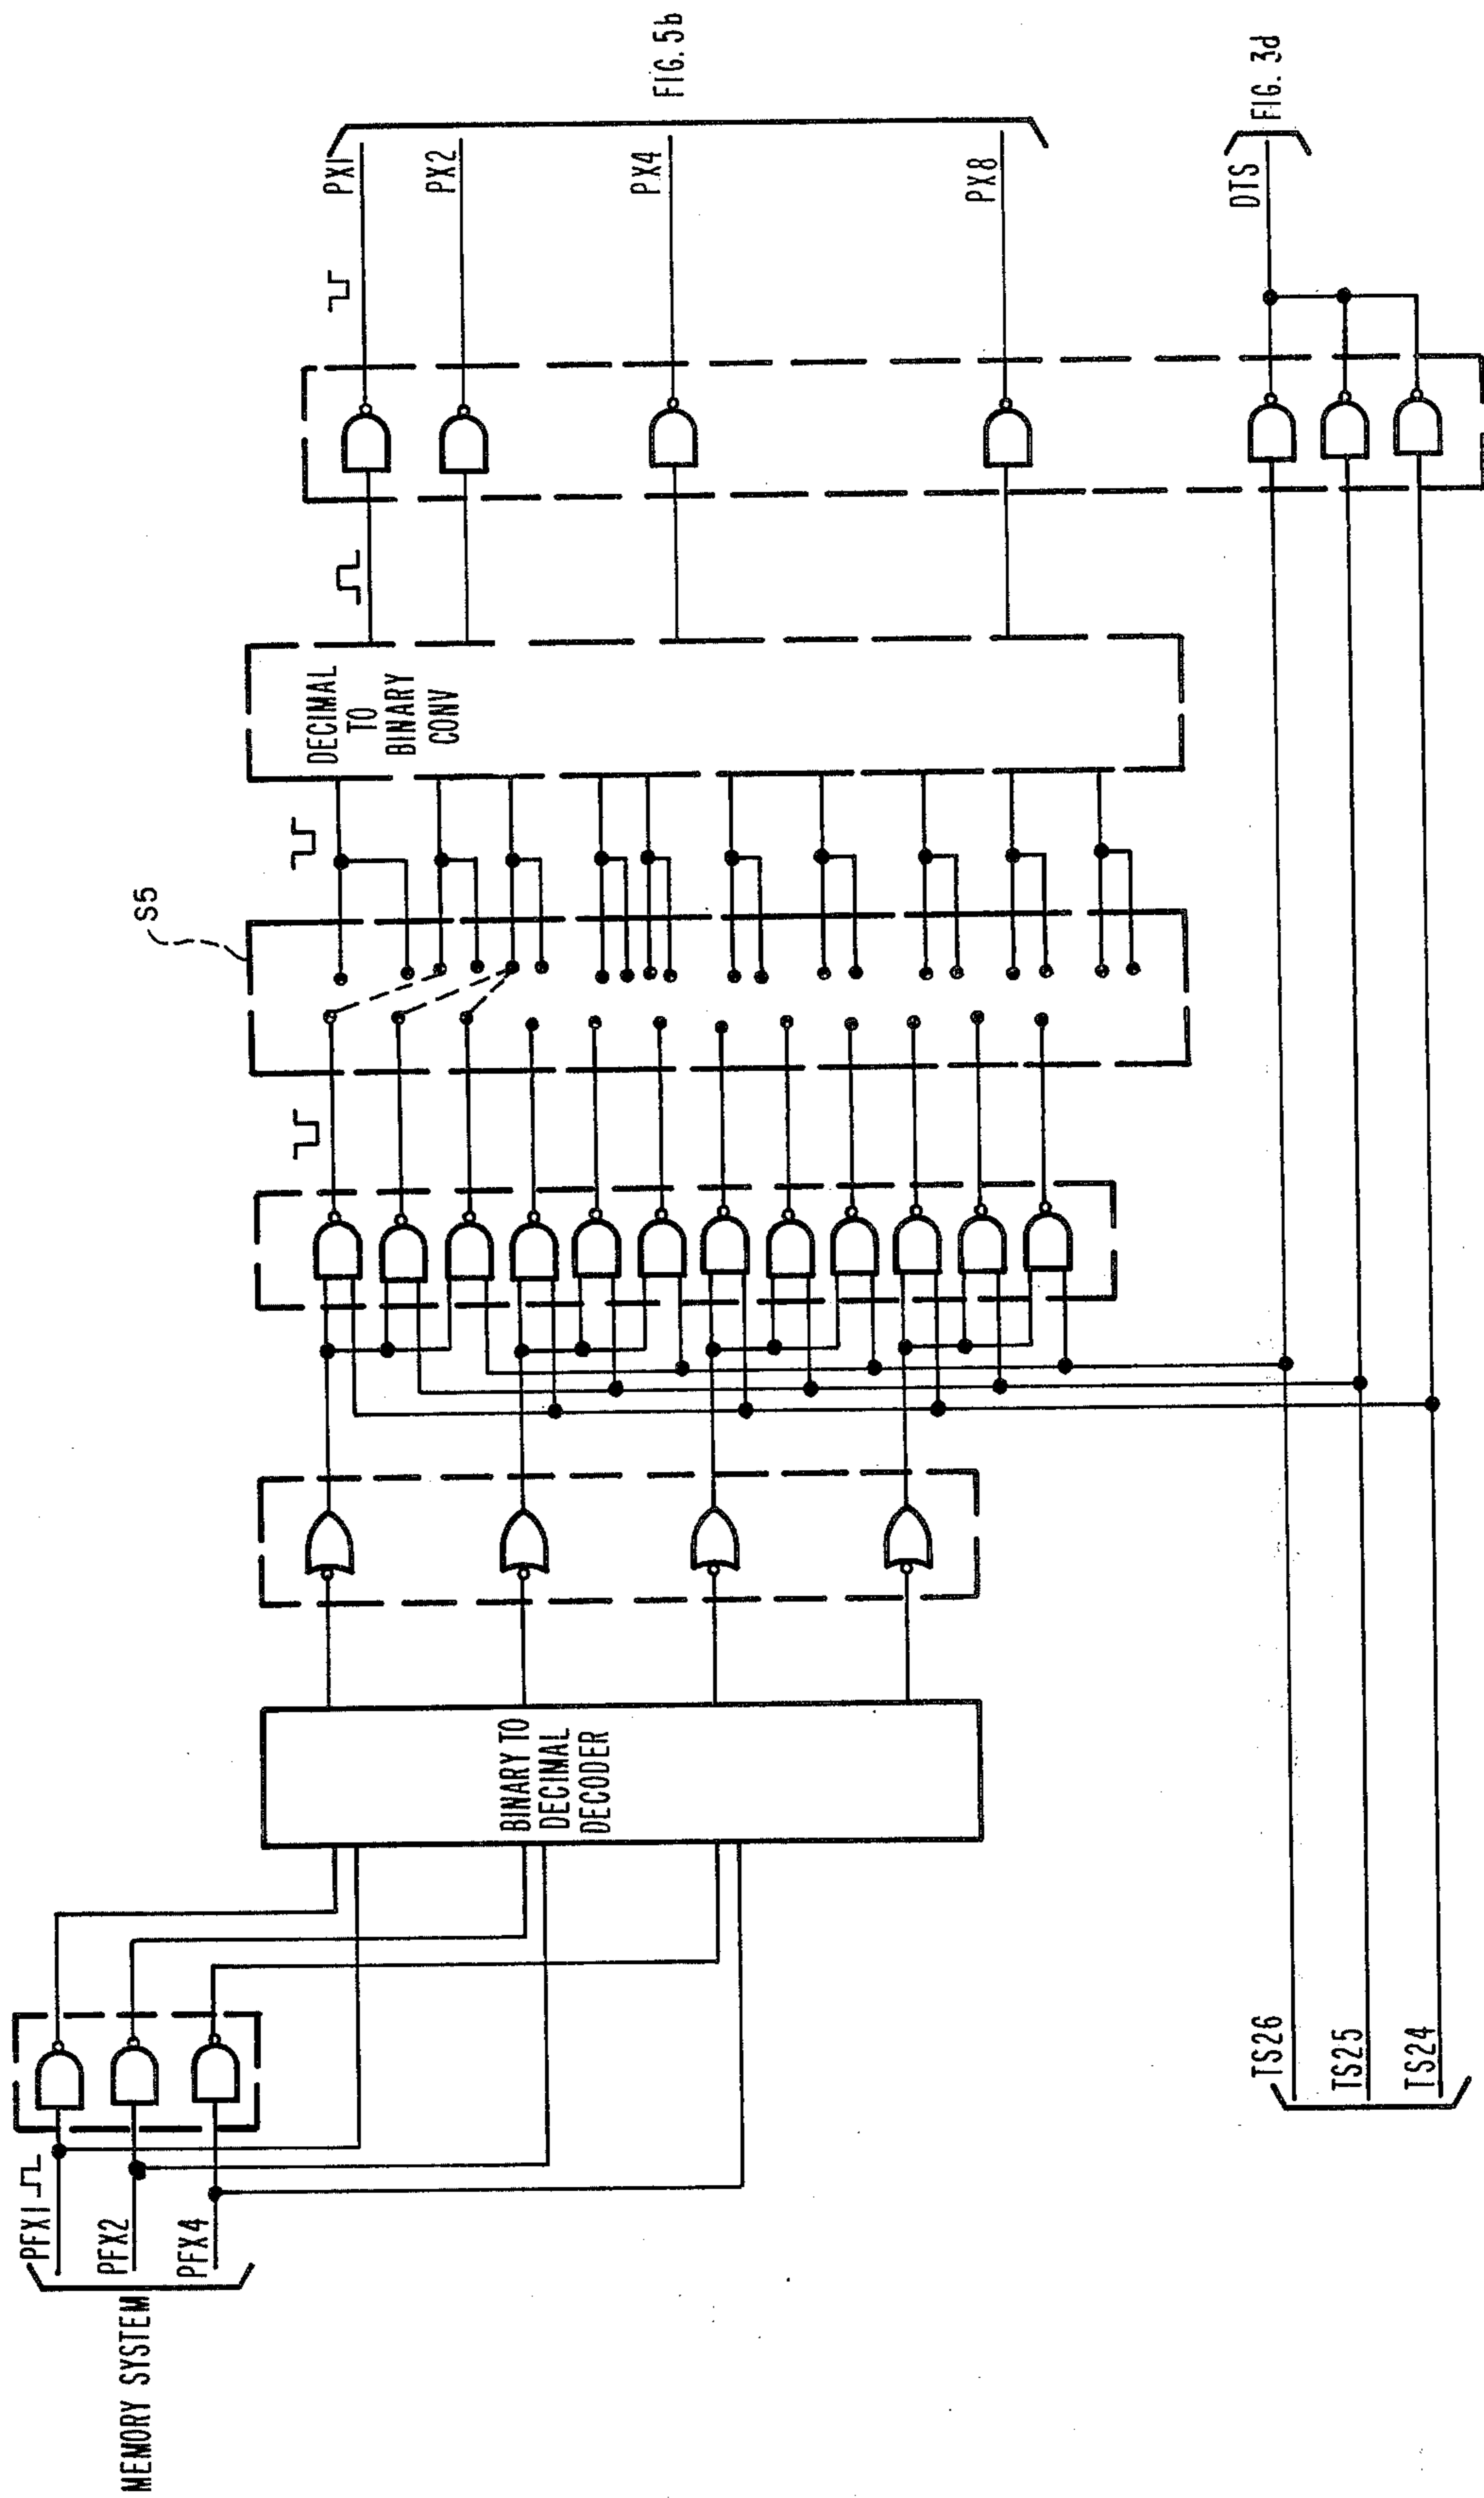 MEMORY SYSTEM
PFX1
PFX2
PFX4
BINARY TO
DECIMAL
DECODER
S5
DECIMAL
TO
BINARY
CONV
PX1
PX2
PX4
PX8
FIG. 5b
TS26
TS25
TS24
DTS
FIG. 3d